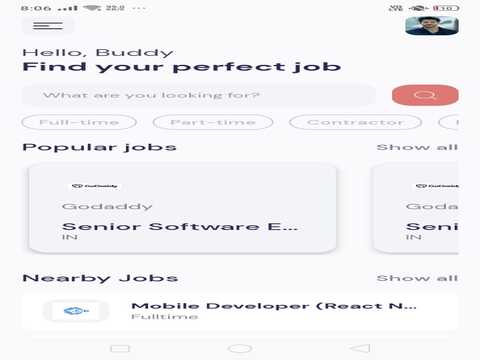 8:06
Hello, Buddy
Find your perfect job
What are you looking for?
Full-time
Part-time
Contractor
Popular jobs
Show all
GoDaddy
GoDaddy
Godaddy
Goda
Senior Software E...
Seni
IN
IN
Nearby Jobs
Show all
Mobile Developer (React N...
Fulltime